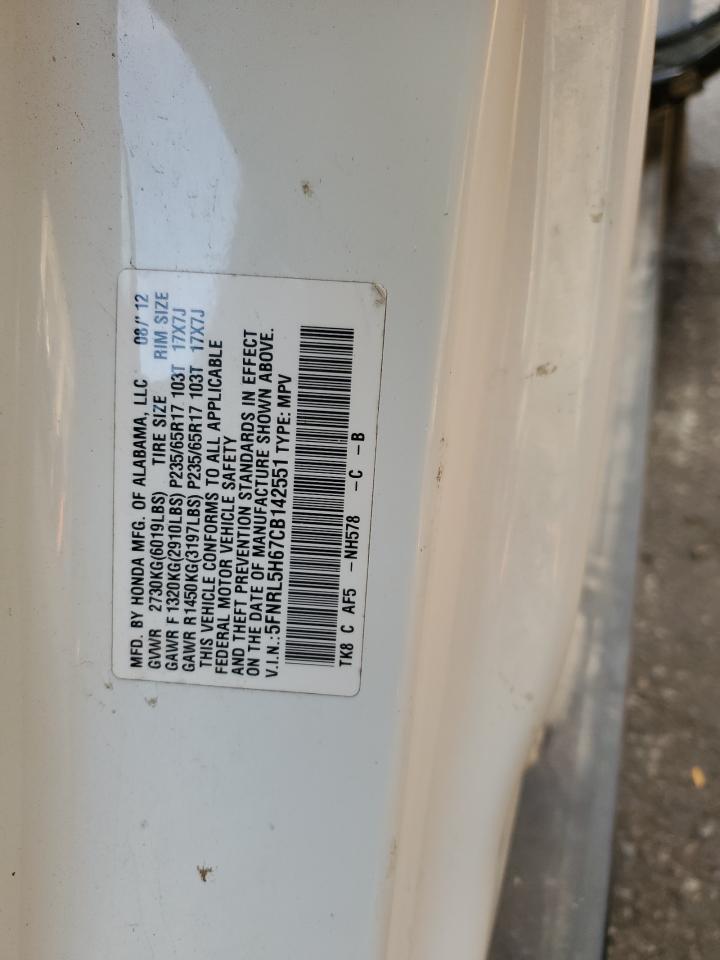 MFD. BY HONDA MFG. OF ALABAMA, LLC 08/'12
GVWR 2730KG(6019LBS) TIRE SIZE RIM SIZE
GAWR F 1320KG(2910LBS) P235/65R17 103T 17X7J
GAWR R1450KG(3197LBS) P235/65R17 103T 17X7J
THIS VEHICLE CONFORMS TO ALL APPLICABLE
FEDERAL MOTOR VEHICLE SAFETY
AND THEFT PREVENTION STANDARDS IN EFFECT
ON THE DATE OF MANUFACTURE SHOWN ABOVE.
V.I.N.:5FNRL5H67CB142551 TYPE: MPV
TK8 C AF5 -NH578 -C -B